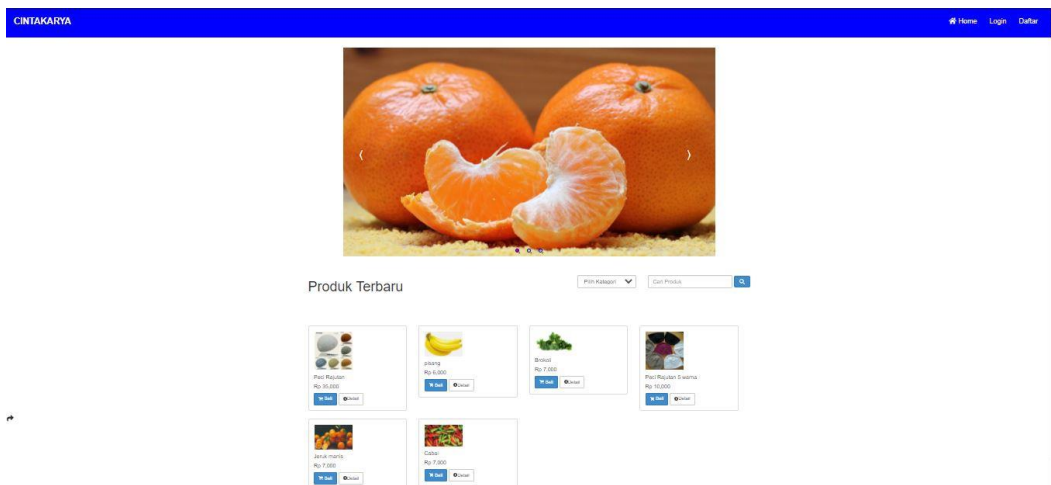 CINTAKARYA
Home Login Daftar
Produk Terbaru
Pilih Kategori
Cari Produk
Peci Rajutan
Rp 35,000
Beli Detail
pisang
Rp 6,000
Beli Detail
Brokoli
Rp 7,000
Beli Detail
Peci Rajutan 5 warna
Rp 10,000
Beli Detail
Jeruk manis
Rp 7,000
Beli Detail
Cabai
Rp 7,000
Beli Detail